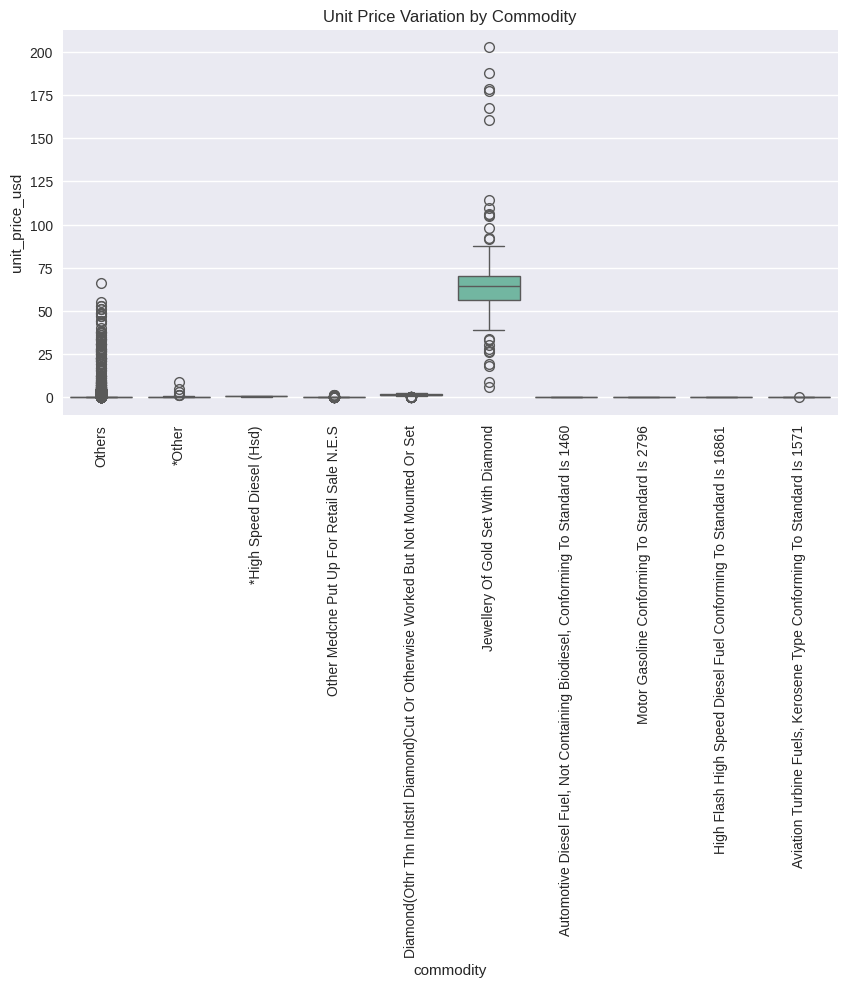 Unit Price Variation by Commodity
unit_price_usd
200
175
150
125
100
75
50
25
0
Others
*Other
*High Speed Diesel (Hsd)
Other Medcne Put Up For Retail Sale N.E.S
Diamond(Othr Thn Indstrl Diamond)Cut Or Otherwise Worked But Not Mounted Or Set
Jewellery Of Gold Set With Diamond
Automotive Diesel Fuel, Not Containing Biodiesel, Conforming To Standard Is 1460
Motor Gasoline Conforming To Standard Is 2796
High Flash High Speed Diesel Fuel Conforming To Standard Is 16861
Aviation Turbine Fuels, Kerosene Type Conforming To Standard Is 1571
commodity